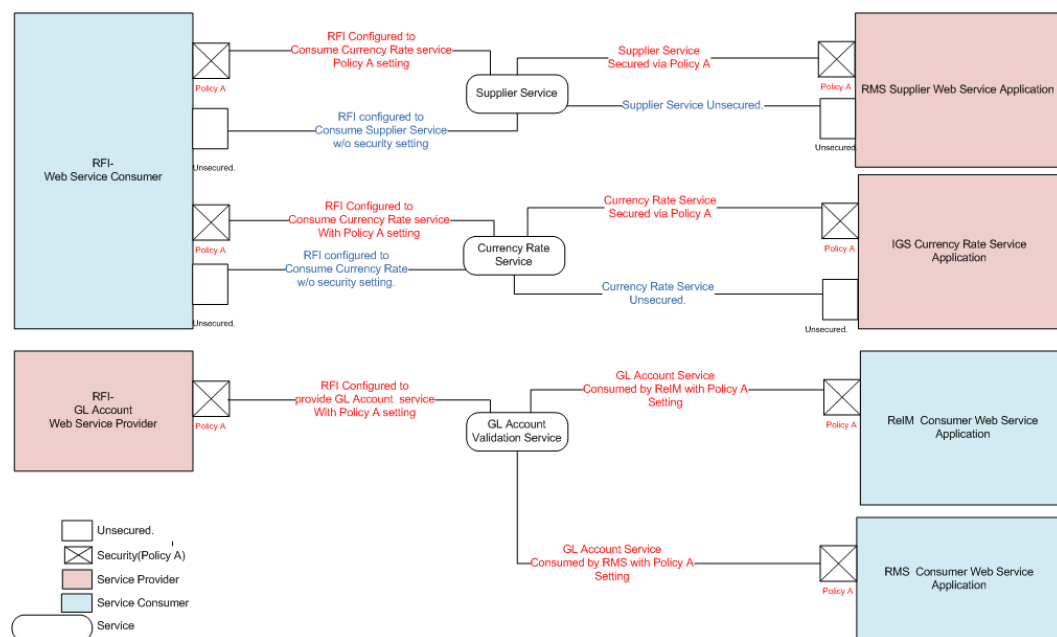 RFI Configured to
Consume Currency Rate service
Policy A setting
Policy A
Supplier Service
Supplier Service
Secured via Policy A
Policy A
RMS Supplier Web Service Application
RFI configured to
Consume Supplier Service
w/o security setting
Unsecured.
Supplier Service Unsecured.
Unsecured
RFI-
Web Service Consumer
RFI Configured to
Consume Currency Rate service
With Policy A setting
Policy A
Currency Rate
Service
Currency Rate Service
Secured via Policy A
Policy A
IGS Currency Rate Service
Application
RFI configured to
Consume Currency Rate
w/o security setting.
Unsecured.
Currency Rate Service
Unsecured.
Unsecured.
RFI-
GL Account
Web Service Provider
Policy A
RFI Configured to
provide GL Account service
With Policy A setting
GL Account
Validation Service
GL Account Service
Consumed by ReIM with Policy A
Setting
Policy A
ReIM Consumer Web Service
Application
GL Account Service
Consumed by RMS with Policy A
Setting
Policy A
RMS Consumer Web Service
Application
Unsecured.
Security(Policy A)
Service Provider
Service Consumer
Service